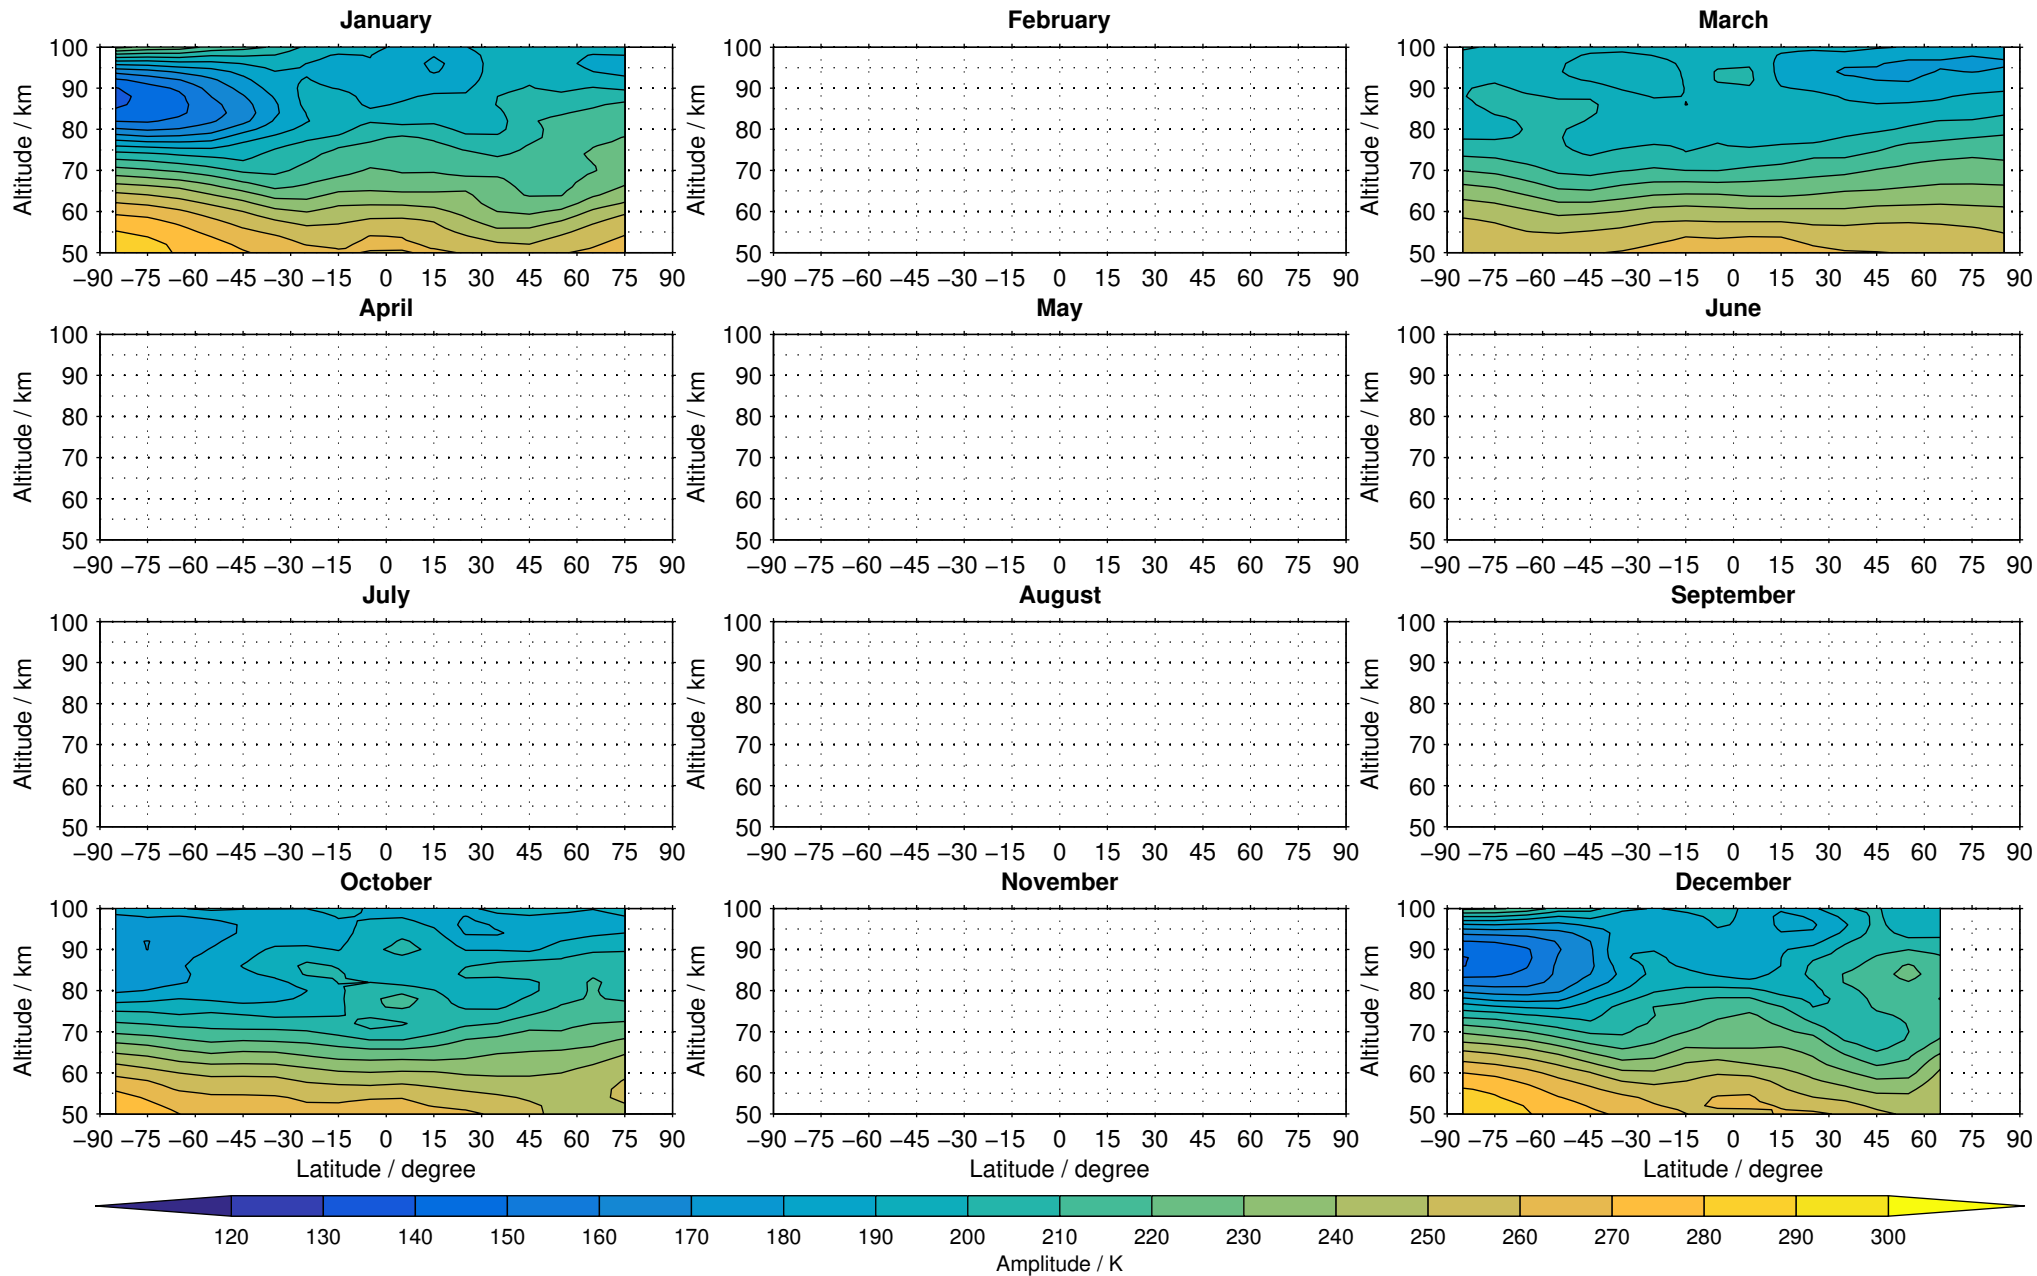 January February March
100 100 100
90 90 90
80 80 80
70 70 70
60 60 60
50 50 50
Altitude / km Altitude / km Altitude / km
−90 −75 −60 −45 −30 −15 0 15 30 45 60 75 90 −90 −75 −60 −45 −30 −15 0 15 30 45 60 75 90 −90 −75 −60 −45 −30 −15 0 15 30 45 60 75 90
April May June
100 100 100
90 90 90
80 80 80
70 70 70
60 60 60
50 50 50
Altitude / km Altitude / km Altitude / km
−90 −75 −60 −45 −30 −15 0 15 30 45 60 75 90 −90 −75 −60 −45 −30 −15 0 15 30 45 60 75 90 −90 −75 −60 −45 −30 −15 0 15 30 45 60 75 90
July August September
100 100 100
90 90 90
80 80 80
70 70 70
60 60 60
50 50 50
Altitude / km Altitude / km Altitude / km
−90 −75 −60 −45 −30 −15 0 15 30 45 60 75 90 −90 −75 −60 −45 −30 −15 0 15 30 45 60 75 90 −90 −75 −60 −45 −30 −15 0 15 30 45 60 75 90
October November December
100 100 100
90 90 90
80 80 80
70 70 70
60 60 60
50 50 50
Altitude / km Altitude / km Altitude / km
−90 −75 −60 −45 −30 −15 0 15 30 45 60 75 90 −90 −75 −60 −45 −30 −15 0 15 30 45 60 75 90 −90 −75 −60 −45 −30 −15 0 15 30 45 60 75 90
Latitude / degree Latitude / degree Latitude / degree
120 130 140 150 160 170 180 190 200 210 220 230 240 250 260 270 280 290 300
Amplitude / K